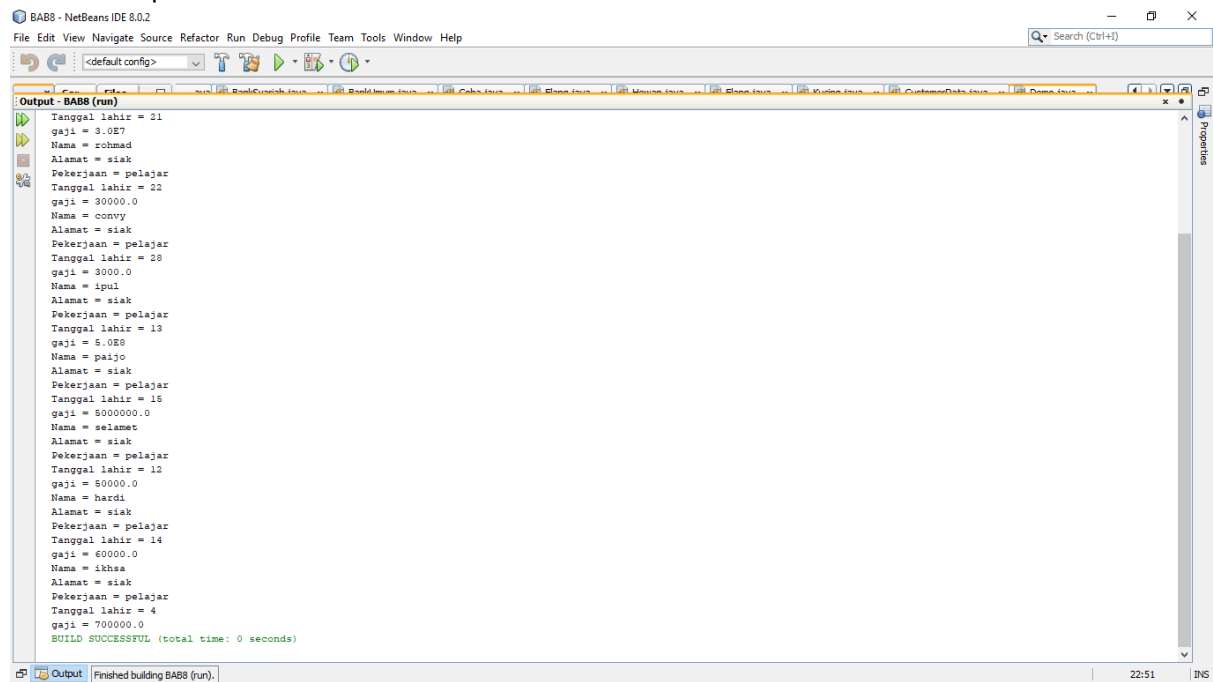 BAB8 - NetBeans IDE 8.0.2
File Edit View Navigate Source Refactor Run Debug Profile Team Tools Window Help
Search (Ctrl+I)
<default config>
Output - BAB8 (run)
Properties
Tanggal lahir = 21
gaji = 3.0E7
Nama = rohmad
Alamat = siak
Pekerjaan = pelajar
Tanggal lahir = 22
gaji = 30000.0
Nama = convy
Alamat = siak
Pekerjaan = pelajar
Tanggal lahir = 28
gaji = 3000.0
Nama = ipul
Alamat = siak
Pekerjaan = pelajar
Tanggal lahir = 13
gaji = 5.0E8
Nama = paijo
Alamat = siak
Pekerjaan = pelajar
Tanggal lahir = 15
gaji = 5000000.0
Nama = selamet
Alamat = siak
Pekerjaan = pelajar
Tanggal lahir = 12
gaji = 50000.0
Nama = hardi
Alamat = siak
Pekerjaan = pelajar
Tanggal lahir = 14
gaji = 60000.0
Nama = ikhsa
Alamat = siak
Pekerjaan = pelajar
Tanggal lahir = 4
gaji = 700000.0
BUILD SUCCESSFUL (total time: 0 seconds)
Output Finished building BAB8 (run).
22:51 INS